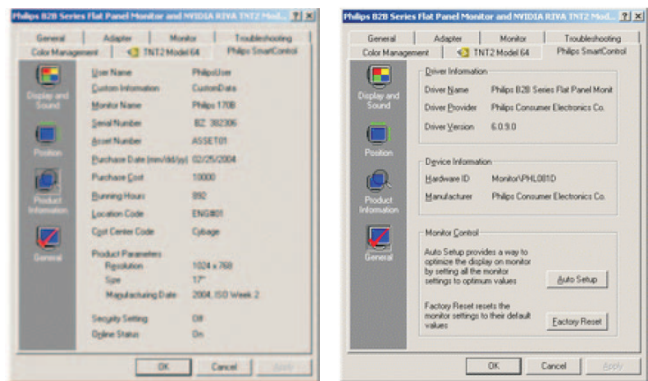 Philips B2B Series Flat Panel Monitor and NVIDIA RIVA TNT2 Mod... ? X
General Adapter Monitor Troubleshooting
Color Management TNT2 Model 64 Philips SmartControl
Display and Sound
Position
Product Information
General
User Name PhilipsUser
Custom Information CustomData
Monitor Name Philips 170B
Serial Number BZ 382306
Asset Number ASSET01
Purchase Date (mm/dd/yy) 02/25/2004
Purchase Cost 10000
Running Hours 892
Location Code ENG#01
Cost Center Code Cybage
Product Parameters
Resolution 1024 x 768
Size 17"
Manufacturing Date 2004, ISO Week 2
Security Setting Off
Online Status On
OK Cancel Apply
Philips B2B Series Flat Panel Monitor and NVIDIA RIVA TNT2 Mod... ? X
General Adapter Monitor Troubleshooting
Color Management TNT2 Model 64 Philips SmartControl
Display and Sound
Position
Product Information
General
Driver Information
Driver Name Philips B2B Series Flat Panel Monit
Driver Provider Philips Consumer Electronics Co.
Driver Version 6.0.9.0
Device Information
Hardware ID Monitor\PHL081D
Manufacturer Philips Consumer Electronics Co.
Monitor Control
Auto Setup provides a way to
optimize the display on monitor
by setting all the monitor
settings to optimum values
Auto Setup
Factory Reset resets the
monitor settings to their default
values
Factory Reset
OK Cancel Apply